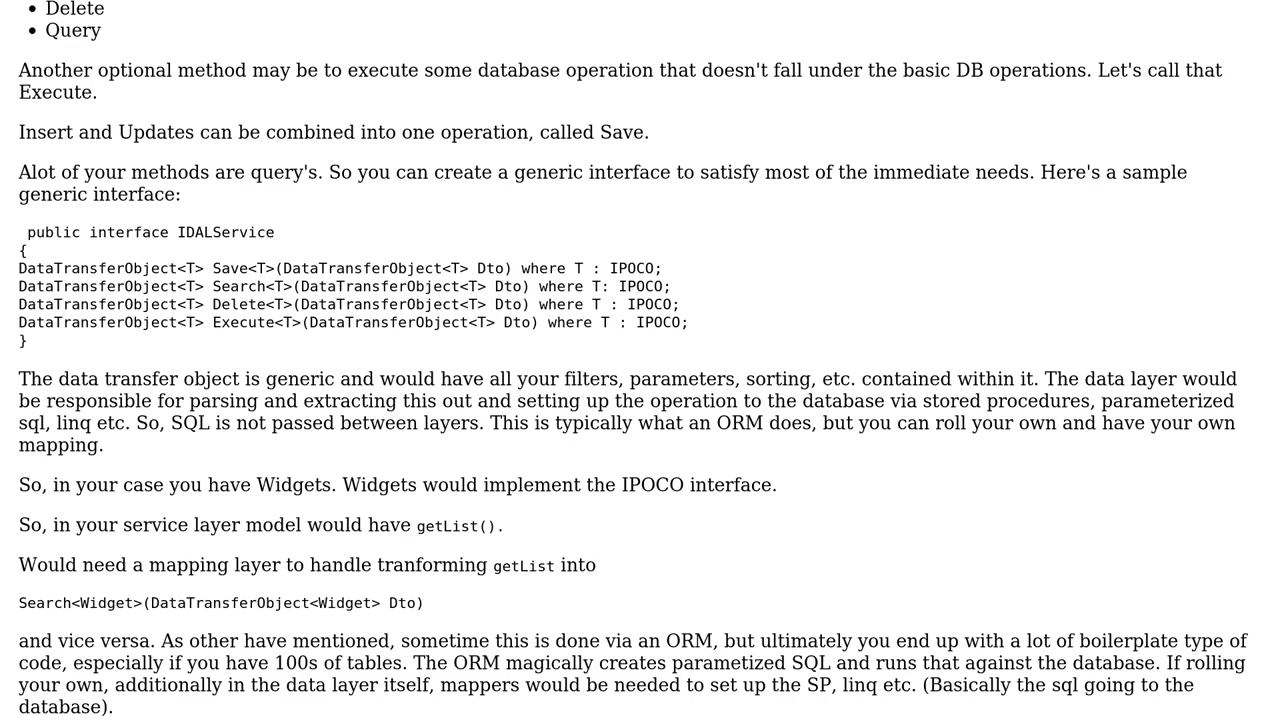 • Delete
• Query
Another optional method may be to execute some database operation that doesn't fall under the basic DB operations. Let's call that
Execute.
Insert and Updates can be combined into one operation, called Save.
Alot of your methods are query's. So you can create a generic interface to satisfy most of the immediate needs. Here's a sample
generic interface:
public interface IDALService
{
DataTransferObject<T> Save<T>(DataTransferObject<T> Dto) where T : IPOCO;
DataTransferObject<T> Search<T>(DataTransferObject<T> Dto) where T: IPOCO;
DataTransferObject<T> Delete<T>(DataTransferObject<T> Dto) where T : IPOCO;
DataTransferObject<T> Execute<T>(DataTransferObject<T> Dto) where T : IPOCO;
}
The data transfer object is generic and would have all your filters, parameters, sorting, etc. contained within it. The data layer would
be responsible for parsing and extracting this out and setting up the operation to the database via stored procedures, parameterized
sql, linq etc. So, SQL is not passed between layers. This is typically what an ORM does, but you can roll your own and have your own
mapping.
So, in your case you have Widgets. Widgets would implement the IPOCO interface.
So, in your service layer model would have getList().
Would need a mapping layer to handle tranforming getList into
Search<Widget>(DataTransferObject<Widget> Dto)
and vice versa. As other have mentioned, sometime this is done via an ORM, but ultimately you end up with a lot of boilerplate type of
code, especially if you have 100s of tables. The ORM magically creates parametized SQL and runs that against the database. If rolling
your own, additionally in the data layer itself, mappers would be needed to set up the SP, linq etc. (Basically the sql going to the
database).